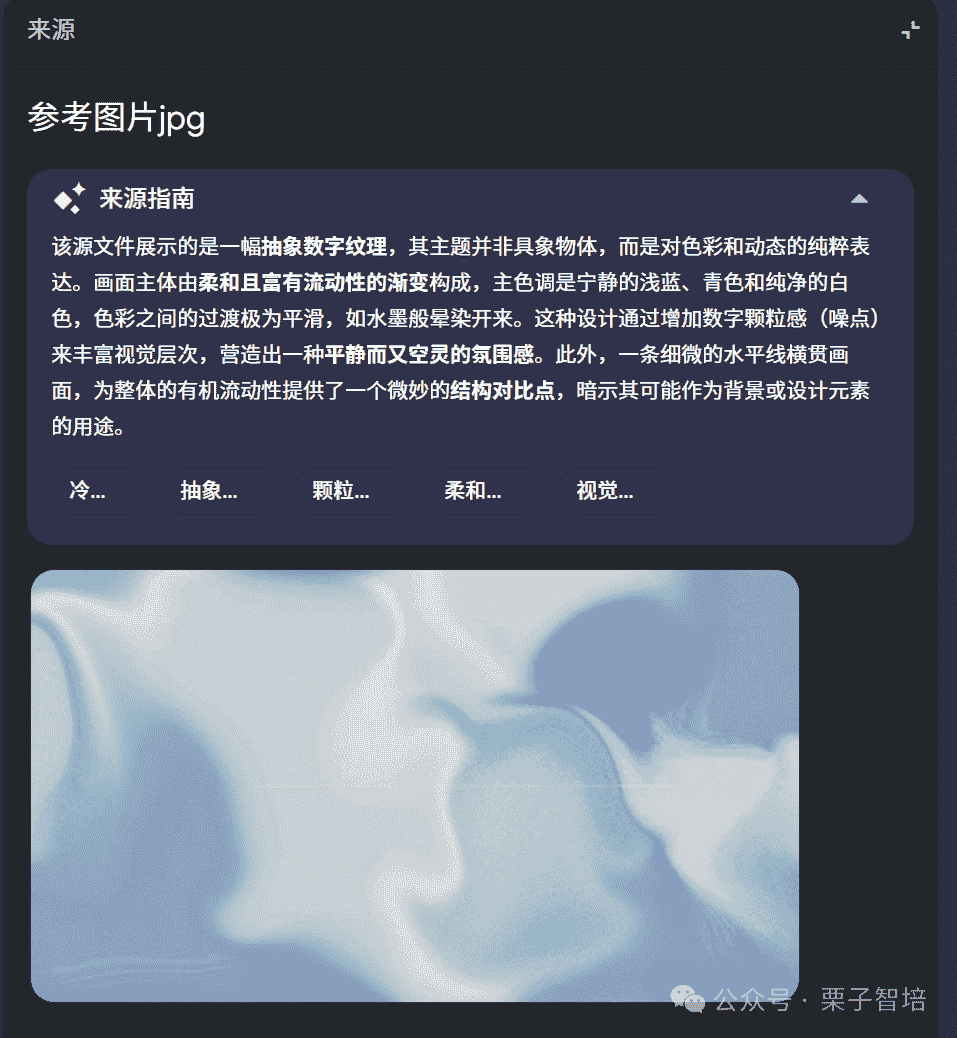 来源
参考图片jpg
来源指南
该源文件展示的是一幅抽象数字纹理，其主题并非具象物体，而是对色彩和动态的纯粹表
达。画面主体由柔和且富有流动性的渐变构成，主色调是宁静的浅蓝、青色和纯净的白
色，色彩之间的过渡极为平滑，如水墨般晕染开来。这种设计通过增加数字颗粒感（噪点）
来丰富视觉层次，营造出一种平静而又空灵的氛围感。此外，一条细微的水平线横贯画
面，为整体的有机流动性提供了一个微妙的结构对比点，暗示其可能作为背景或设计元素
的用途。
冷... 抽象... 颗粒... 柔和... 视觉...
公众号 · 栗子智培